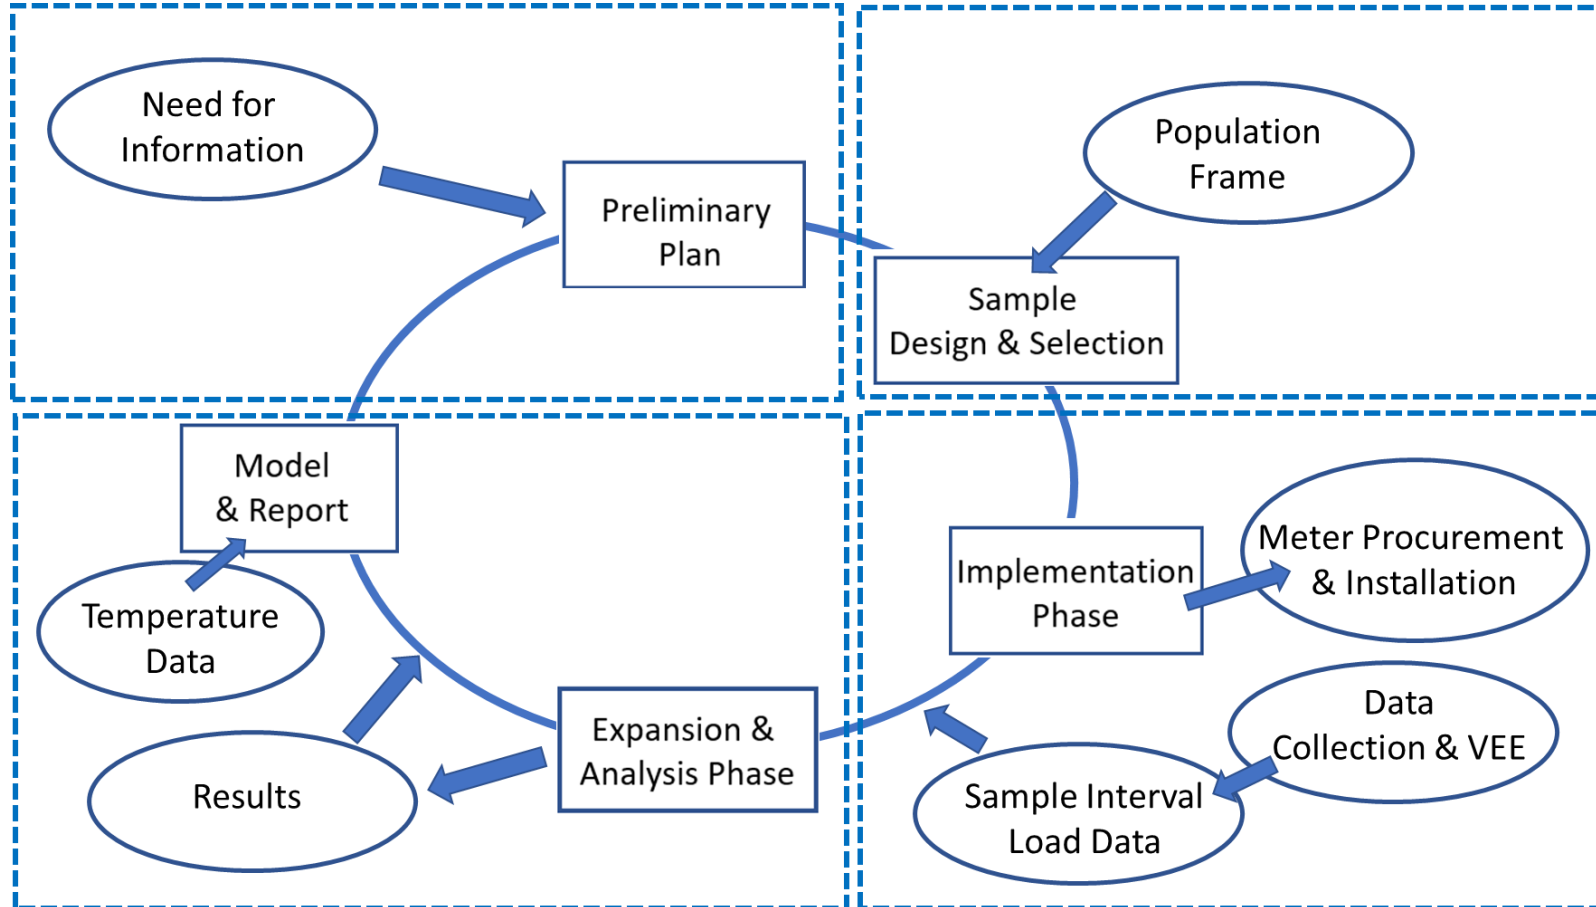 Need for
Information
Preliminary
Plan
Population
Frame
Sample
Design & Selection
Model
& Report
Temperature
Data
Results
Expansion &
Analysis Phase
Implementation
Phase
Meter Procurement
& Installation
Data
Collection & VEE
Sample Interval
Load Data